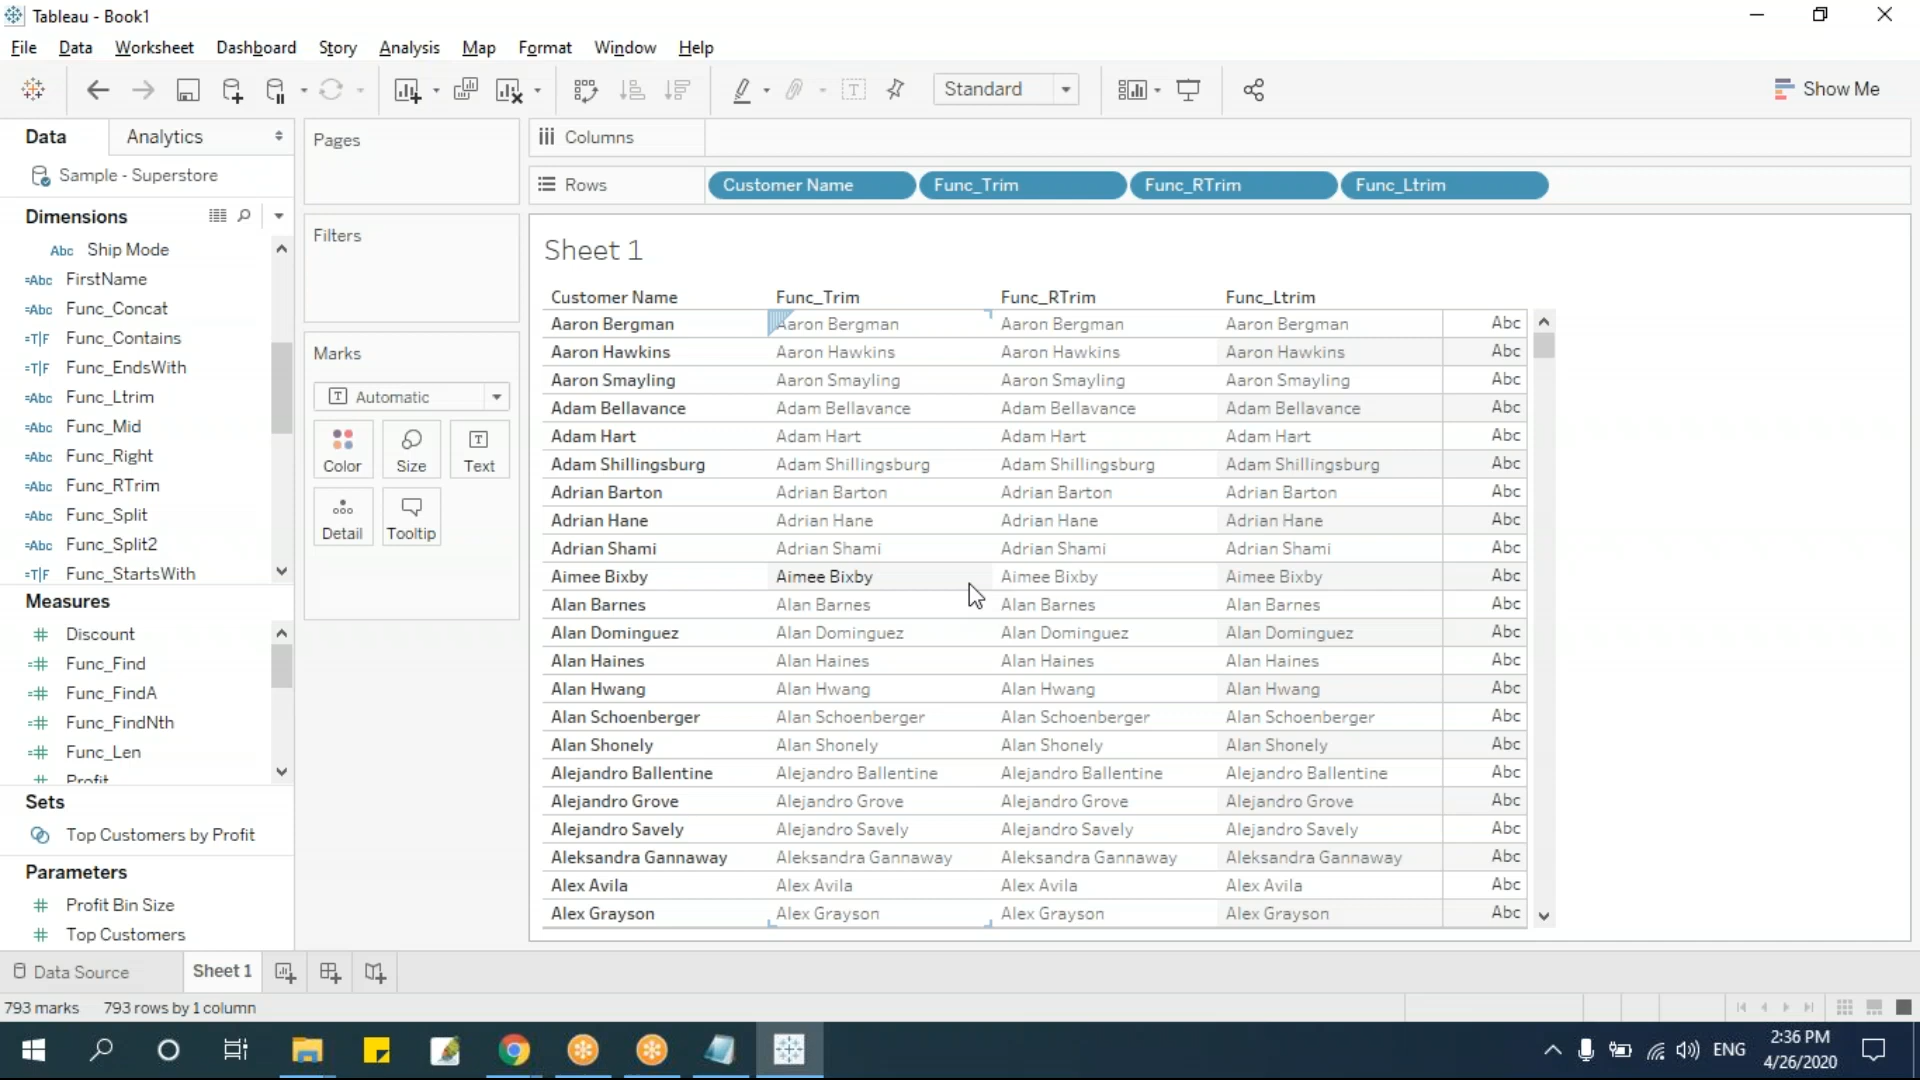 Tableau - Book1
File Data Worksheet Dashboard Story Analysis Map Format Window Help
Standard
Show Me
Data Analytics
Sample - Superstore
Dimensions
Abc Ship Mode
=Abc FirstName
=Abc Func_Concat
=T|F Func_Contains
=T|F Func_EndsWith
=Abc Func_Ltrim
=Abc Func_Mid
=Abc Func_Right
=Abc Func_RTrim
=Abc Func_Split
=Abc Func_Split2
=T|F Func_StartsWith
Measures
# Discount
=# Func_Find
=# Func_FindA
=# Func_FindNth
=# Func_Len
# Profit
Sets
Top Customers by Profit
Parameters
# Profit Bin Size
# Top Customers
Pages
Filters
Marks
T Automatic
Color Size T Text
Detail Tooltip
Columns
Rows Customer Name Func_Trim Func_RTrim Func_Ltrim
Sheet 1
Customer Name Func_Trim Func_RTrim Func_Ltrim
Aaron Bergman Aaron Bergman Aaron Bergman Aaron Bergman Abc
Aaron Hawkins Aaron Hawkins Aaron Hawkins Aaron Hawkins Abc
Aaron Smayling Aaron Smayling Aaron Smayling Aaron Smayling Abc
Adam Bellavance Adam Bellavance Adam Bellavance Adam Bellavance Abc
Adam Hart Adam Hart Adam Hart Adam Hart Abc
Adam Shillingsburg Adam Shillingsburg Adam Shillingsburg Adam Shillingsburg Abc
Adrian Barton Adrian Barton Adrian Barton Adrian Barton Abc
Adrian Hane Adrian Hane Adrian Hane Adrian Hane Abc
Adrian Shami Adrian Shami Adrian Shami Adrian Shami Abc
Aimee Bixby Aimee Bixby Aimee Bixby Aimee Bixby Abc
Alan Barnes Alan Barnes Alan Barnes Alan Barnes Abc
Alan Dominguez Alan Dominguez Alan Dominguez Alan Dominguez Abc
Alan Haines Alan Haines Alan Haines Alan Haines Abc
Alan Hwang Alan Hwang Alan Hwang Alan Hwang Abc
Alan Schoenberger Alan Schoenberger Alan Schoenberger Alan Schoenberger Abc
Alan Shonely Alan Shonely Alan Shonely Alan Shonely Abc
Alejandro Ballentine Alejandro Ballentine Alejandro Ballentine Alejandro Ballentine Abc
Alejandro Grove Alejandro Grove Alejandro Grove Alejandro Grove Abc
Alejandro Savely Alejandro Savely Alejandro Savely Alejandro Savely Abc
Aleksandra Gannaway Aleksandra Gannaway Aleksandra Gannaway Aleksandra Gannaway Abc
Alex Avila Alex Avila Alex Avila Alex Avila Abc
Alex Grayson Alex Grayson Alex Grayson Alex Grayson Abc
Data Source Sheet 1
793 marks 793 rows by 1 column
ENG
2:36 PM
4/26/2020